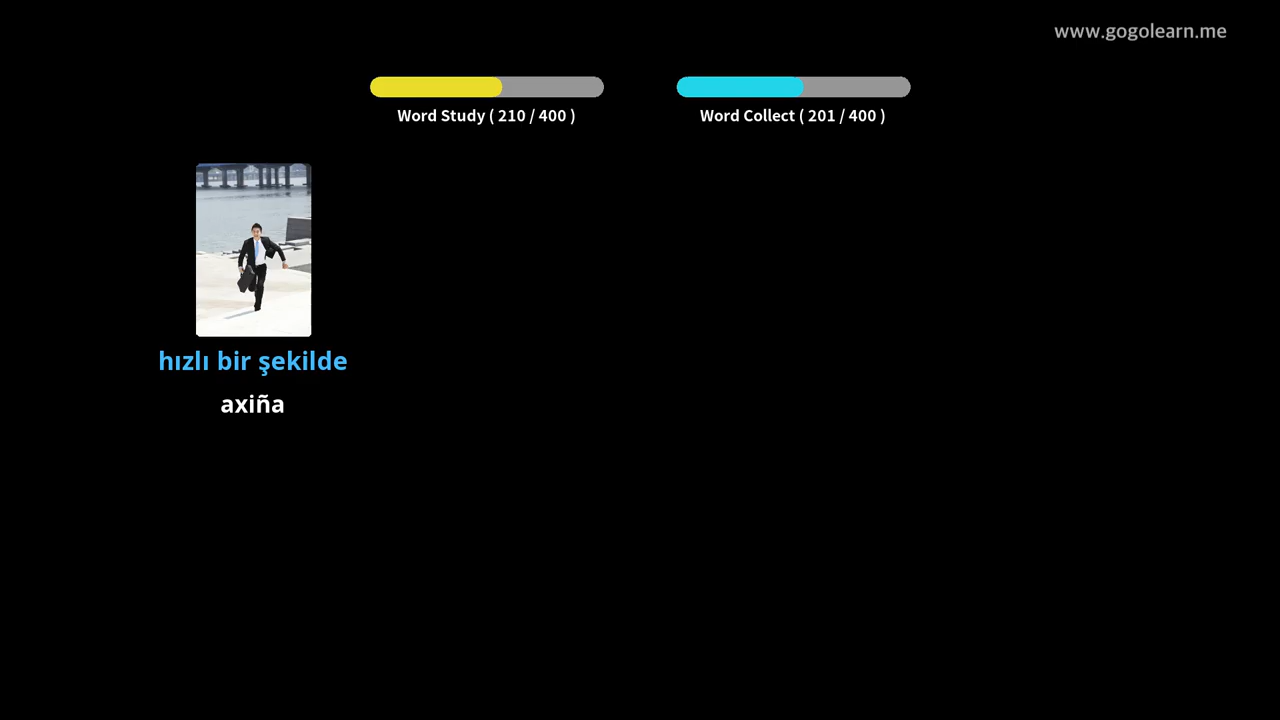 www.gogolearn.me
Word Study ( 210 / 400 )
Word Collect ( 201 / 400 )
hızlı bir şekilde
axiña